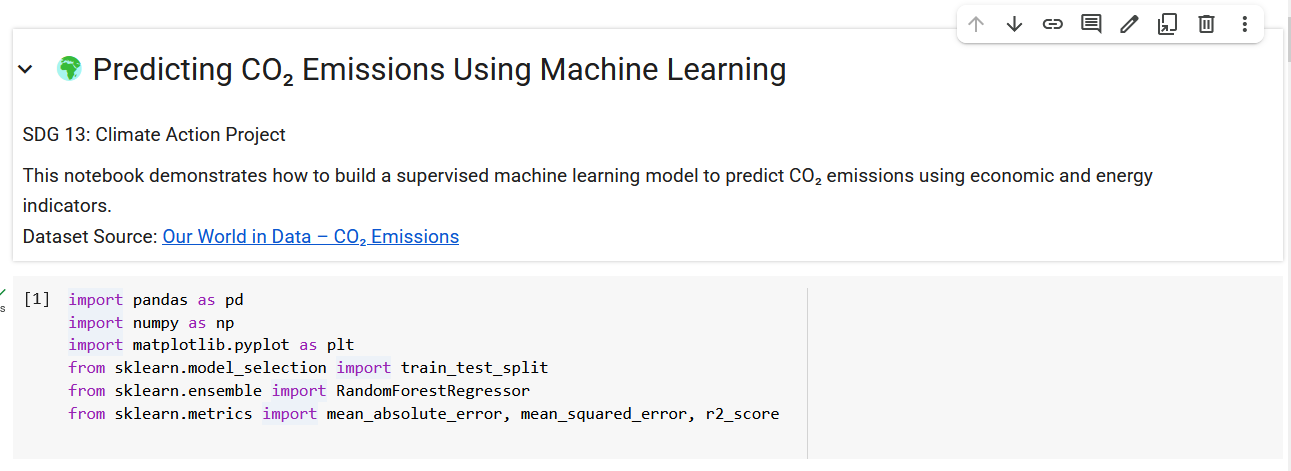 Predicting CO₂ Emissions Using Machine Learning
SDG 13: Climate Action Project
This notebook demonstrates how to build a supervised machine learning model to predict CO₂ emissions using economic and energy
indicators.
Dataset Source: Our World in Data – CO₂ Emissions
[1] import pandas as pd
s import numpy as np
import matplotlib.pyplot as plt
from sklearn.model_selection import train_test_split
from sklearn.ensemble import RandomForestRegressor
from sklearn.metrics import mean_absolute_error, mean_squared_error, r2_score